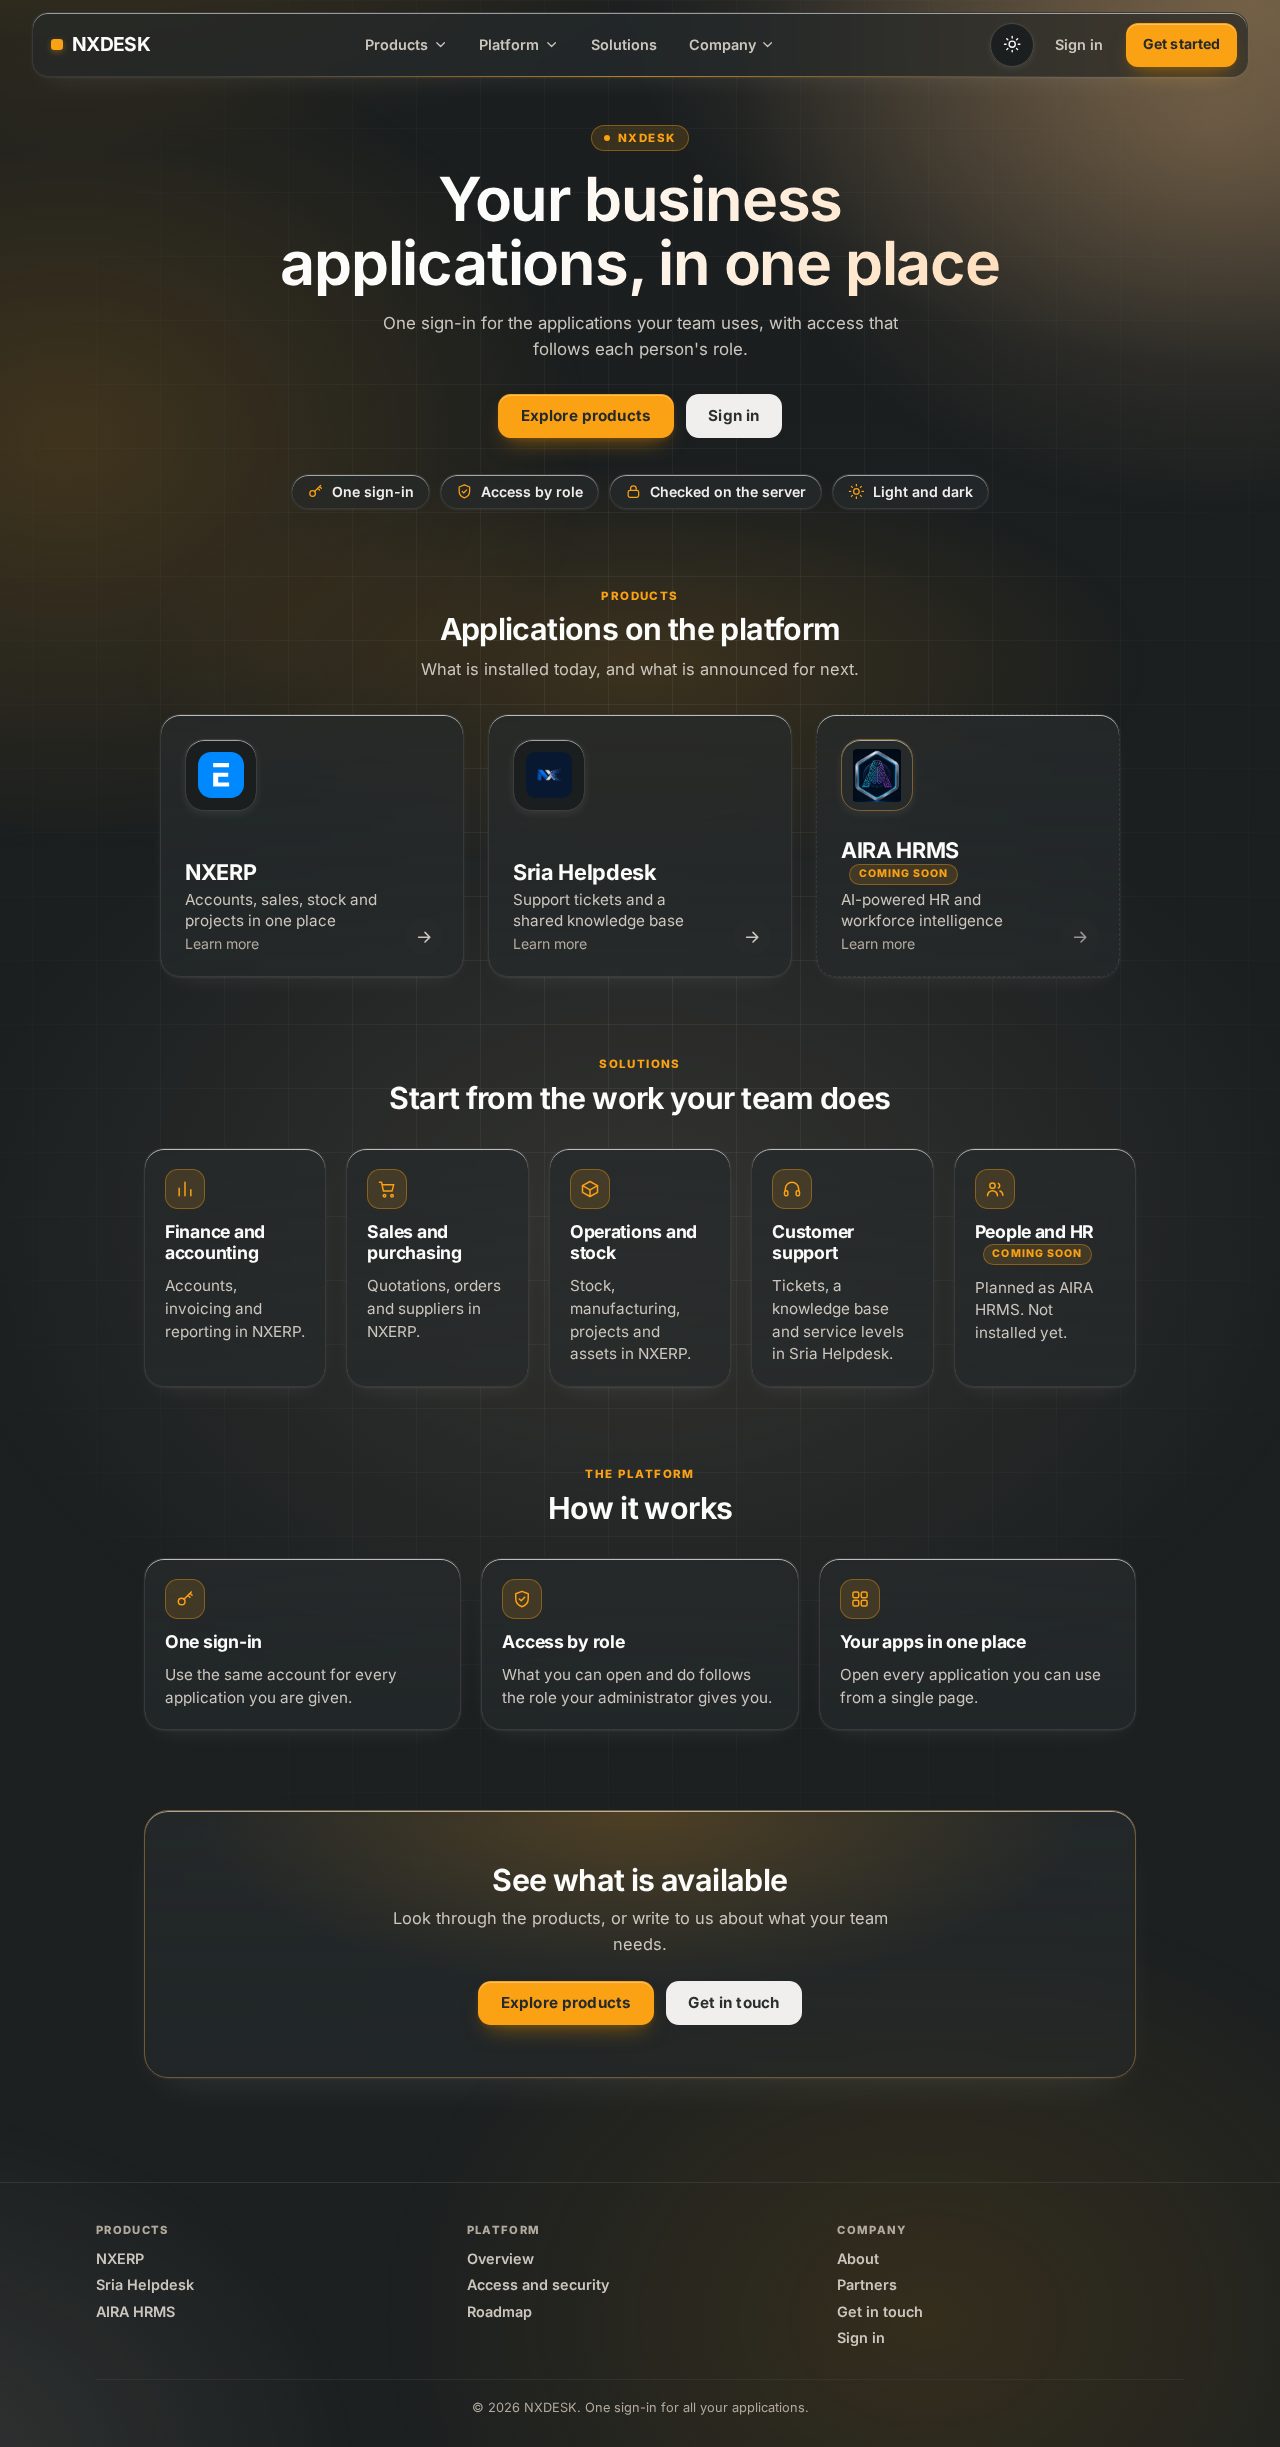 NXDESK
Products
Platform
Solutions
Company
Sign in
Get started
NXDESK
Your business
applications, in one place
One sign-in for the applications your team uses, with access that
follows each person's role.
Explore products
Sign in
One sign-in
Access by role
Checked on the server
Light and dark
PRODUCTS
Applications on the platform
What is installed today, and what is announced for next.
NXERP
Accounts, sales, stock and
projects in one place
Learn more
NX
Sria Helpdesk
Support tickets and a
shared knowledge base
Learn more
AIRA HRMS
COMING SOON
AI-powered HR and
workforce intelligence
Learn more
SOLUTIONS
Start from the work your team does
Finance and
accounting
Accounts,
invoicing and
reporting in NXERP.
Sales and
purchasing
Quotations, orders
and suppliers in
NXERP.
Operations and
stock
Stock,
manufacturing,
projects and
assets in NXERP.
Customer
support
Tickets, a
knowledge base
and service levels
in Sria Helpdesk.
People and HR
COMING SOON
Planned as AIRA
HRMS. Not
installed yet.
THE PLATFORM
How it works
One sign-in
Use the same account for every
application you are given.
Access by role
What you can open and do follows
the role your administrator gives you.
Your apps in one place
Open every application you can use
from a single page.
See what is available
Look through the products, or write to us about what your team
needs.
Explore products
Get in touch
PRODUCTS
NXERP
Sria Helpdesk
AIRA HRMS
PLATFORM
Overview
Access and security
Roadmap
COMPANY
About
Partners
Get in touch
Sign in
© 2026 NXDESK. One sign-in for all your applications.